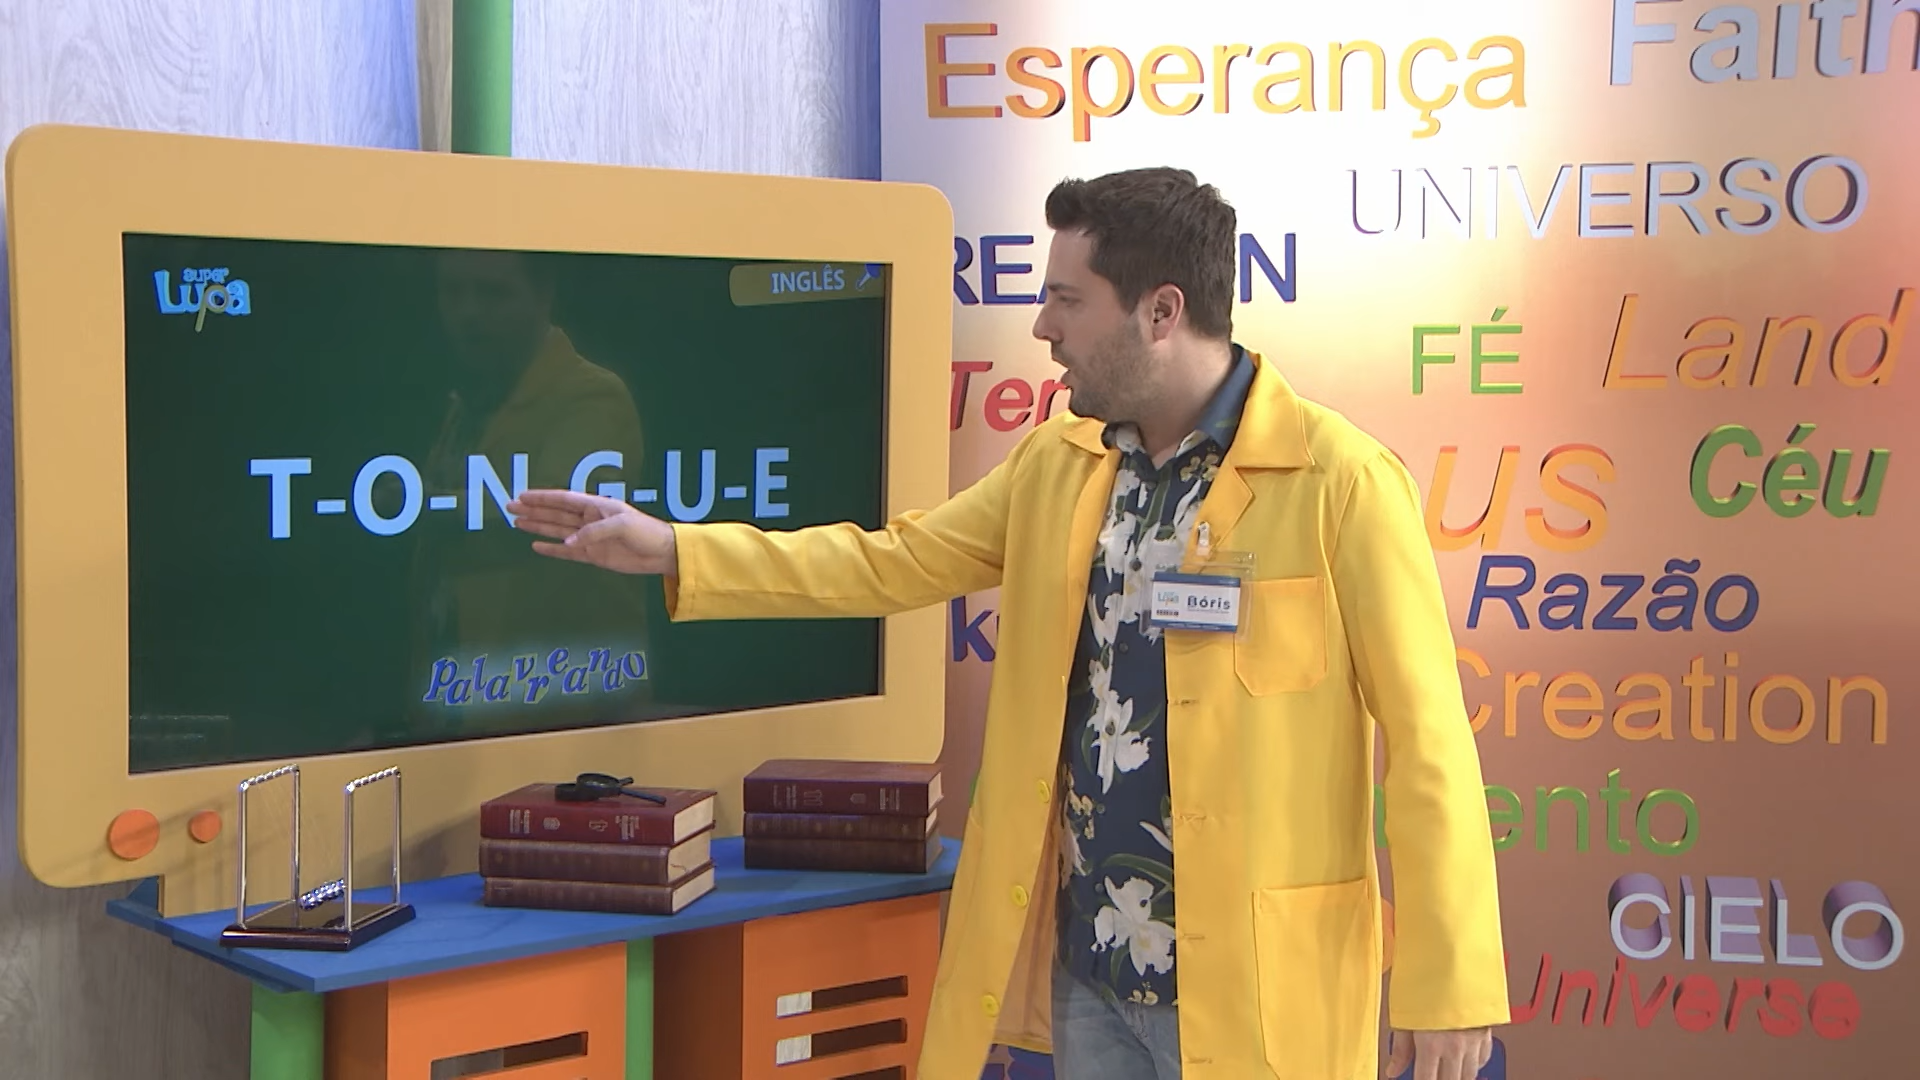 Esperança
Faith
UNIVERSO
SUPER
Lupa
INGLÊS
FÉ
Land
T-O-N-G-U-E
Céu
Razão
Bóris
Palavreando
Creation
CIELO
Universe